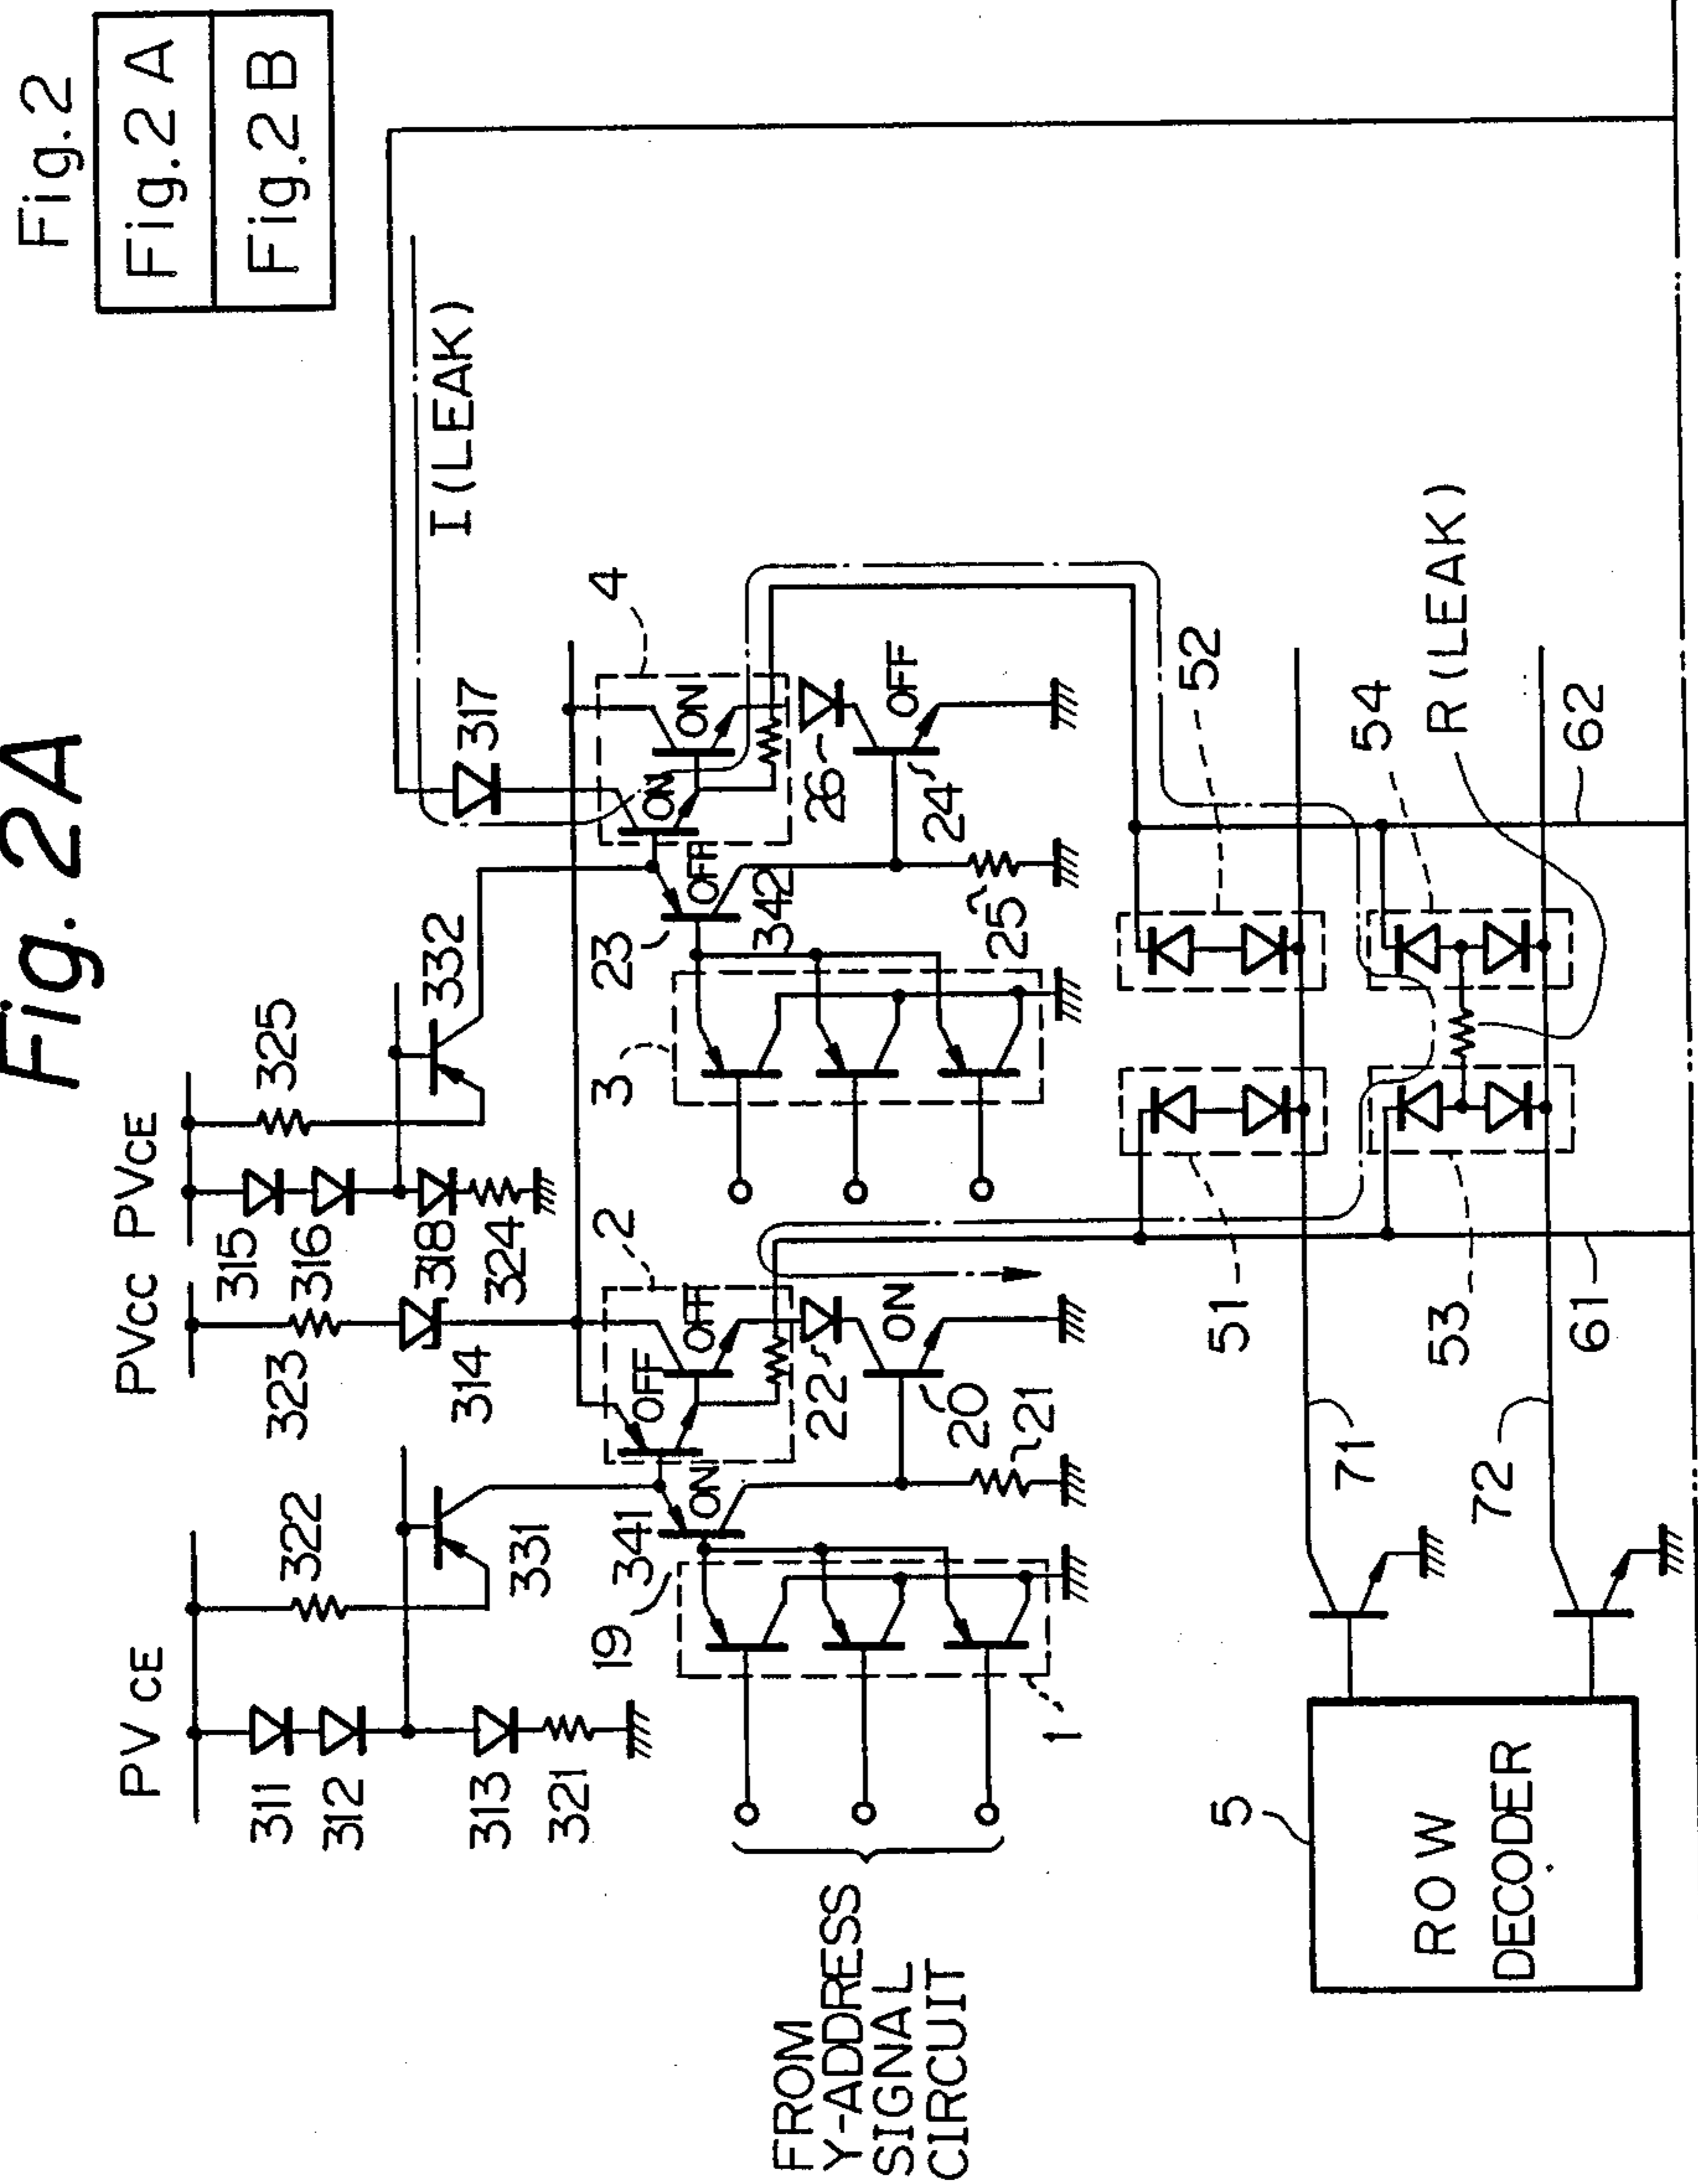 Fig. 2A
Fig.2
Fig.2 A
Fig.2 B
PVCE
PVCC
PVCE
311
312
313
321
322
331
323
314
315
316
318
324
325
332
317
I (LEAK)
19
341
ON
OFF
OFF
2
22
ON
20
21
1
3
23
OFF
342
ON
ON
4
26
OFF
24
25
FROM
Y-ADDRESS
SIGNAL
CIRCUIT
51
52
53
54
R (LEAK)
61
62
71
72
5
ROW
DECODER